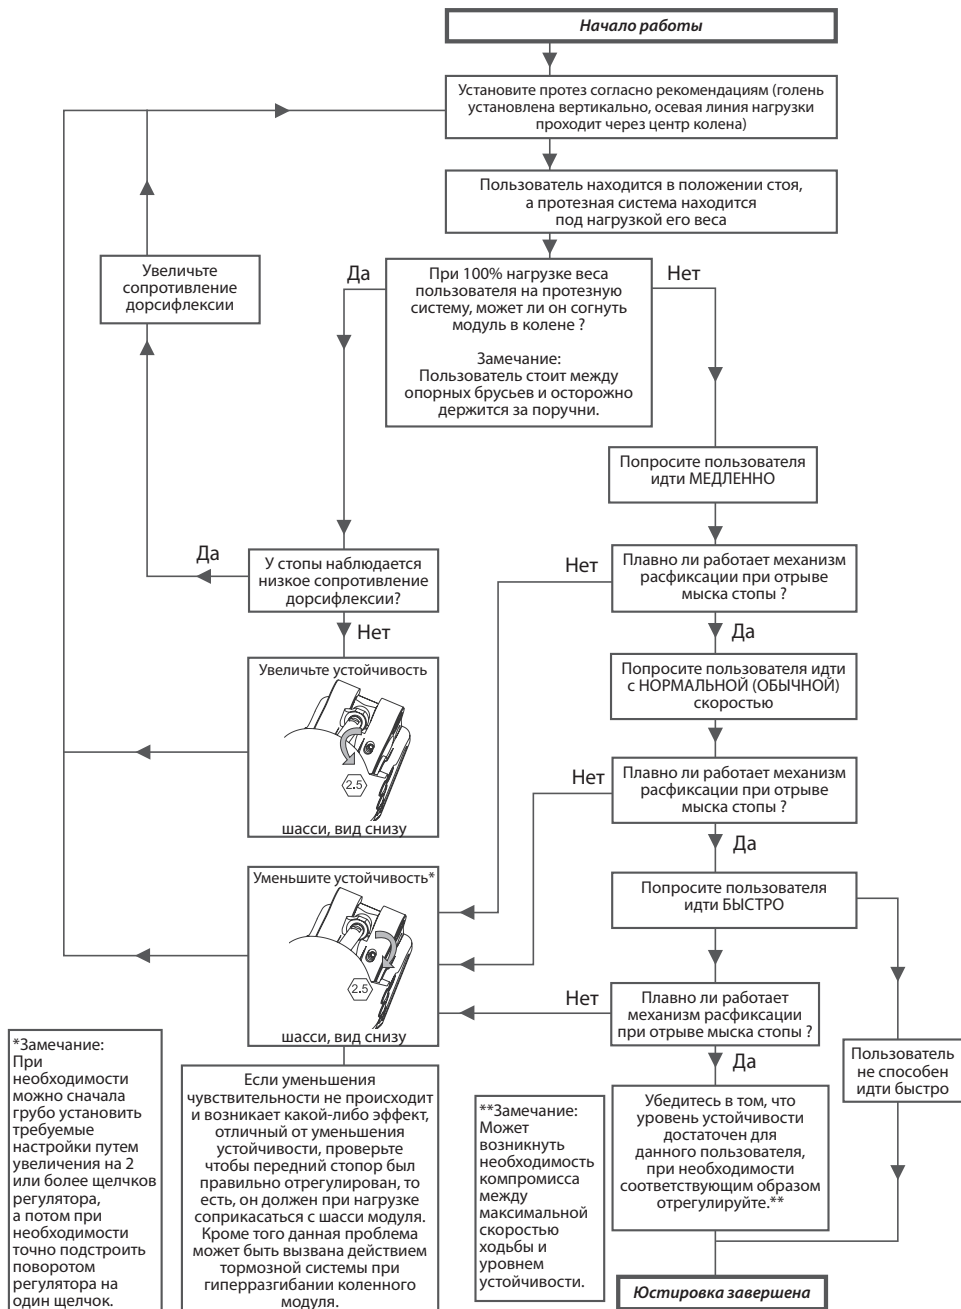 Начало работы
Установите протез согласно рекомендациям (голень
установлена вертикально, осевая линия нагрузки
проходит через центр колена)
Пользователь находится в положении стоя,
а протезная система находится
под нагрузкой его веса
Увеличьте
сопротивление
дорсифлексии
Да
При 100% нагрузке веса
пользователя на протезную
систему, может ли он согнуть
модуль в колене ?
Замечание:
Пользователь стоит между
опорных брусьев и осторожно
держится за поручни.
Нет
Попросите пользователя
идти МЕДЛЕННО
Да
У стопы наблюдается
низкое сопротивление
дорсифлексии?
Нет
Нет
Плавно ли работает механизм
расфиксации при отрыве
мыска стопы ?
Да
Увеличьте устойчивость
2.5
шасси, вид снизу
Попросите пользователя идти
с НОРМАЛЬНОЙ (ОБЫЧНОЙ)
скоростью
Нет
Плавно ли работает механизм
расфиксации при отрыве
мыска стопы ?
Да
Уменьшите устойчивость*
2.5
шасси, вид снизу
Попросите пользователя
идти БЫСТРО
Нет
Плавно ли работает
механизм расфиксации
при отрыве мыска стопы ?
Да
Пользователь
не способен
идти быстро
*Замечание:
При
необходимости
можно сначала
грубо установить
требуемые
настройки путем
увеличения на 2
или более щелчков
регулятора,
а потом при
необходимости
точно подстроить
поворотом
регулятора на
один щелчок.
Если уменьшения
чувствительности не происходит
и возникает какой-либо эффект,
отличный от уменьшения
устойчивости, проверьте
чтобы передний стопор был
правильно отрегулирован, то
есть, он должен при нагрузке
соприкасаться с шасси модуля.
Кроме того данная проблема
может быть вызвана действием
тормозной системы при
гиперразгибании коленного
модуля.
**Замечание:
Может
возникнуть
необходимость
компромисса
между
максимальной
скоростью
ходьбы и
уровнем
устойчивости.
Убедитесь в том, что
уровень устойчивости
достаточен для
данного пользователя,
при необходимости
соответствующим образом
отрегулируйте.**
Юстировка завершена